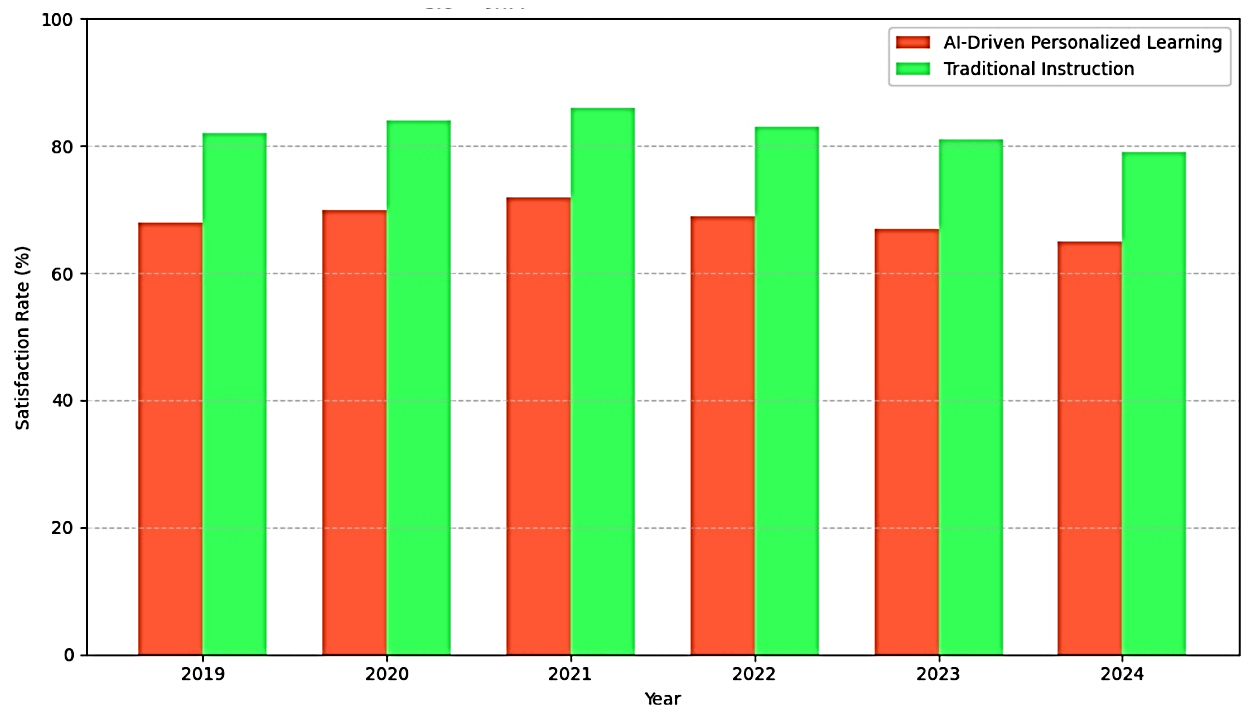 100
80
60
40
20
0
Satisfaction Rate (%)
AI-Driven Personalized Learning
Traditional Instruction
2019 2020 2021 2022 2023 2024
Year